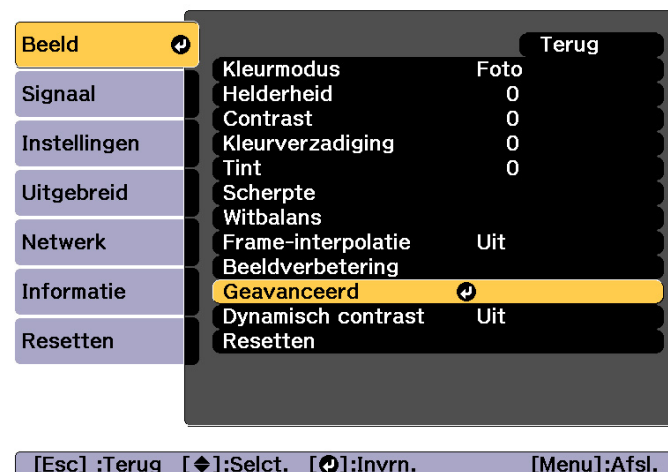 Beeld
Signaal
Instellingen
Uitgebreid
Netwerk
Informatie
Resetten
Terug
Kleurmodus Foto
Helderheid 0
Contrast 0
Kleurverzadiging 0
Tint 0
Scherpte
Witbalans
Frame-interpolatie Uit
Beeldverbetering
Geavanceerd
Dynamisch contrast Uit
Resetten
[Esc] :Terug [◆]:Selct. [↵]:Invrn. [Menu]:Afsl.